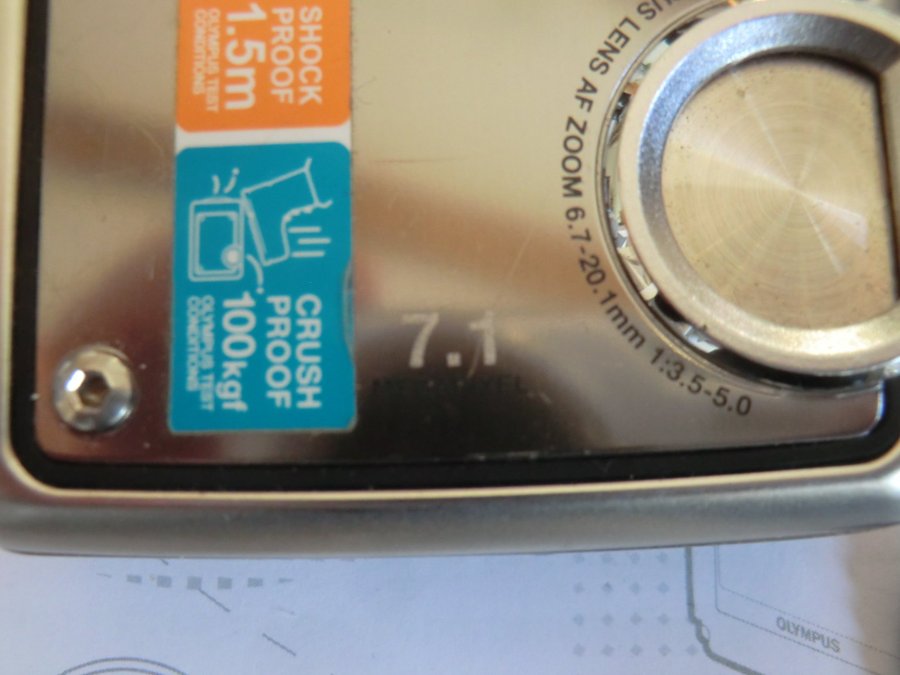 SHOCK
PROOF
1.5m
OLYMPUS TEST
CONDITIONS
CRUSH
PROOF
100kgf
OLYMPUS TEST
CONDITIONS
7.1
MEGAPIXEL
LENS AF ZOOM 6.7-20.1mm 1:3.5-5.0
OLYMPUS